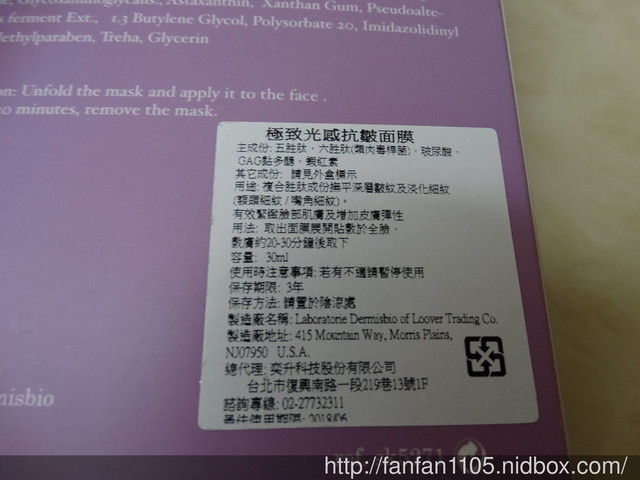 Glycosaminoglycans., Astaxanthin, Xanthan Gum, Pseudoalte-
ferment Ext., 1.3 Butylene Glycol, Polysorbate 20, Imidazolidinyl
Methylparaben, Treha, Glycerin
on: Unfold the mask and apply it to the face .
minutes, remove the mask.
極致光感抗皺面膜
主成份: 五胜肽, 六胜肽(類肉毒桿菌), 玻尿酸,
GAG黏多醣, 蝦紅素
其它成份: 請見外盒標示
用途: 複合胜肽成份撫平深層皺紋及淡化細紋
(額頭細紋 / 嘴角細紋)。
有效緊緻臉部肌膚及增加皮膚彈性
用法: 取出面膜展開貼敷於全臉,
敷膚約20-30分鐘後取下
容量: 30ml
使用時注意事項: 若有不適請暫停使用
保存期限: 3年
保存方法: 請置於陰涼處
製造廠名稱: Laboratorie Dermisbio of Loover Trading Co.
製造廠地址: 415 Mountain Way, Morris Plains,
NJ07950 U.S.A.
總代理: 奕升科技股份有限公司
台北市復興南路一段219巷13號1F
諮詢專線: 02-27732311
最佳使用期限: 2018/06
misbio
http://fanfan1105.nidbox.com/